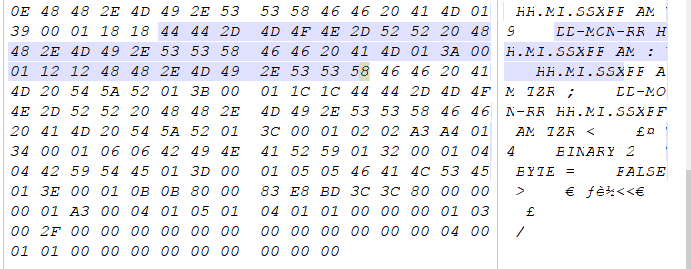 0E 48 48 2E 4D 49 2E 53 53 58 46 46 20 41 4D 01 HH.MI.SSXFF AM
39 00 01 18 18 44 44 2D 4D 4F 4E 2D 52 52 20 48 9 DD-MON-RR H
48 2E 4D 49 2E 53 53 58 46 46 20 41 4D 01 3A 00 H.MI.SSXFF AM :
01 12 12 48 48 2E 4D 49 2E 53 53 58 46 46 20 41 HH.MI.SSXFF A
4D 20 54 5A 52 01 3B 00 01 1C 1C 44 44 2D 4D 4F M TZR ; DD-MO
4E 2D 52 52 20 48 48 2E 4D 49 2E 53 53 58 46 46 N-RR HH.MI.SSXFF
20 41 4D 20 54 5A 52 01 3C 00 01 02 02 A3 A4 01 AM TZR < £¤
34 00 01 06 06 42 49 4E 41 52 59 01 32 00 01 04 4 BINARY 2
04 42 59 54 45 01 3D 00 01 05 05 46 41 4C 53 45 BYTE = FALSE
01 3E 00 01 0B 0B 80 00 83 E8 BD 3C 3C 80 00 00 > € ƒè½<<€
00 01 A3 00 04 01 05 01 04 01 01 00 00 00 01 03 £
00 2F 00 00 00 00 00 00 00 00 00 00 00 00 04 00 /
01 01 00 00 00 00 00 00 00 00 00 00